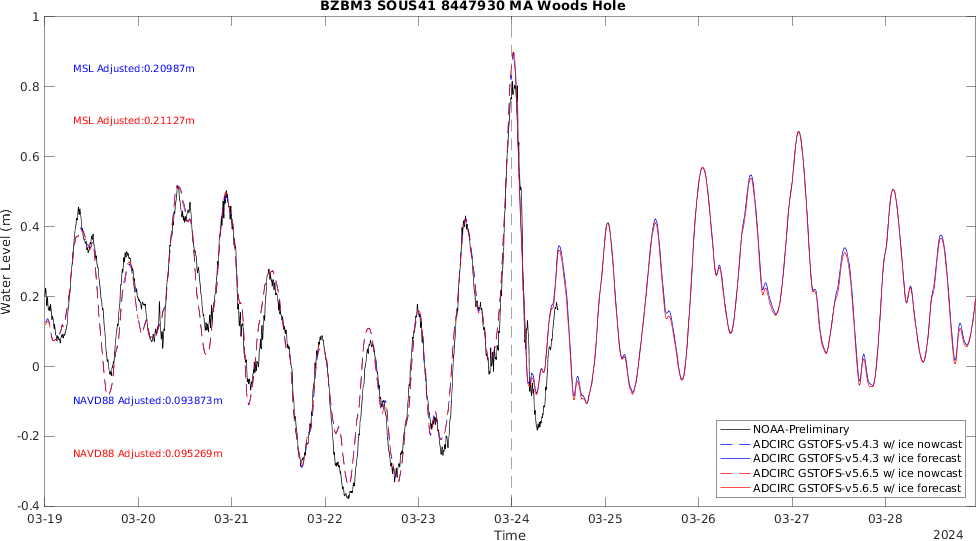 BZBM3 SOUS41 8447930 MA Woods Hole
1
0.8
0.6
0.4
0.2
0
-0.2
-0.4
Water Level (m)
MSL Adjusted:0.20987m
MSL Adjusted:0.21127m
NAVD88 Adjusted:0.093873m
NAVD88 Adjusted:0.095269m
NOAA-Preliminary
ADCIRC GSTOFS-v5.4.3 w/ ice nowcast
ADCIRC GSTOFS-v5.4.3 w/ ice forecast
ADCIRC GSTOFS-v5.6.5 w/ ice nowcast
ADCIRC GSTOFS-v5.6.5 w/ ice forecast
03-19 03-20 03-21 03-22 03-23 03-24 03-25 03-26 03-27 03-28
Time
2024